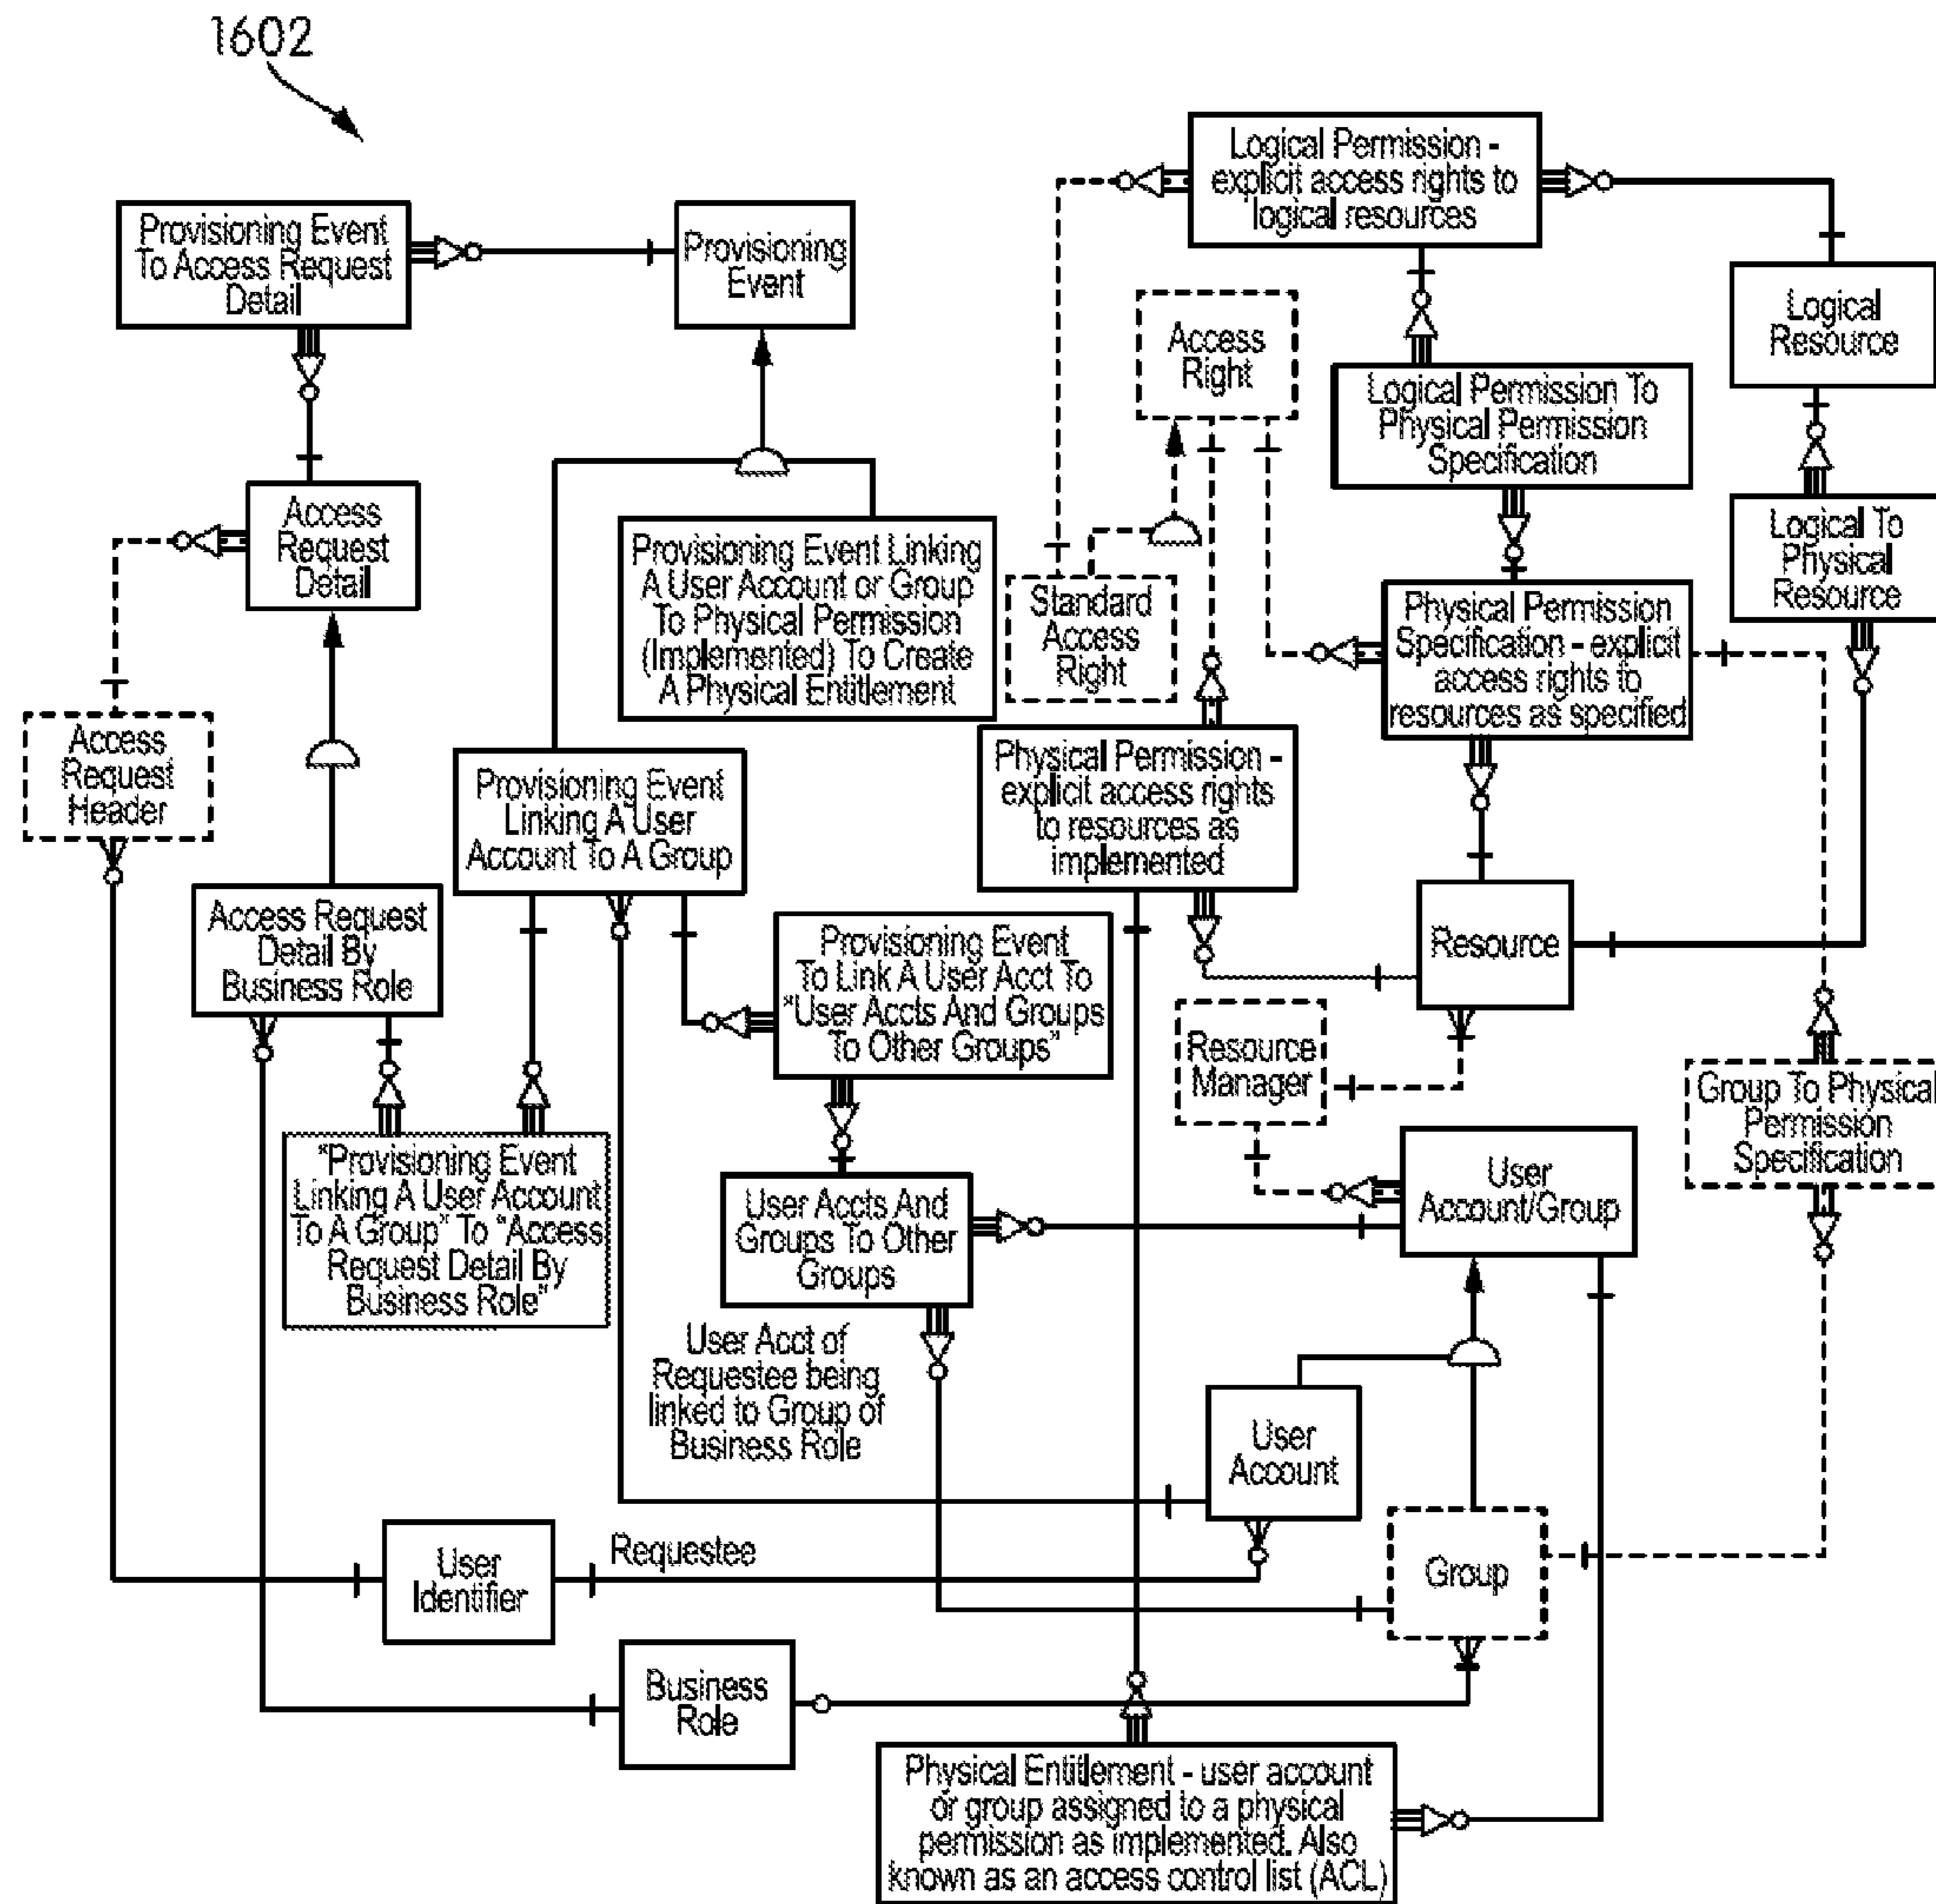 1602
Provisioning Event
To Access Request
Detail
Provisioning
Event
Logical Permission -
explicit access rights to
logical resources
Logical
Resource
Access
Right
Logical Permission To
Physical Permission
Specification
Access
Request
Detail
Provisioning Event Linking
A User Account or Group
To Physical Permission
(Implemented) To Create
A Physical Entitlement
Standard
Access
Right
Physical Permission
Specification - explicit
access rights to
resources as specified
Logical To
Physical
Resource
Access
Request
Header
Provisioning Event
Linking A User
Account To A Group
Physical Permission -
explicit access rights
to resources as
implemented
Access Request
Detail By
Business Role
Provisioning Event
To Link A User Acct To
"User Accts And Groups
To Other Groups"
Resource
Resource
Manager
Group To Physical
Permission
Specification
"Provisioning Event
Linking A User Account
To A Group" To "Access
Request Detail By
Business Role"
User Accts And
Groups To Other
Groups
User
Account/Group
User Acct of
Requestee being
linked to Group of
Business Role
User
Account
User
Identifier
Requestee
Group
Business
Role
Physical Entitlement - user account
or group assigned to a physical
permission as implemented. Also
known as an access control list (ACL)